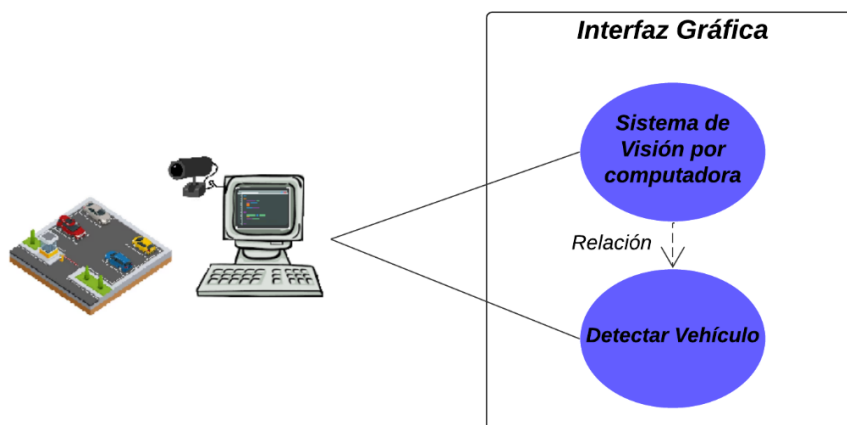 Interfaz Gráfica
Sistema de
Visión por
computadora
Relación
Detectar Vehículo